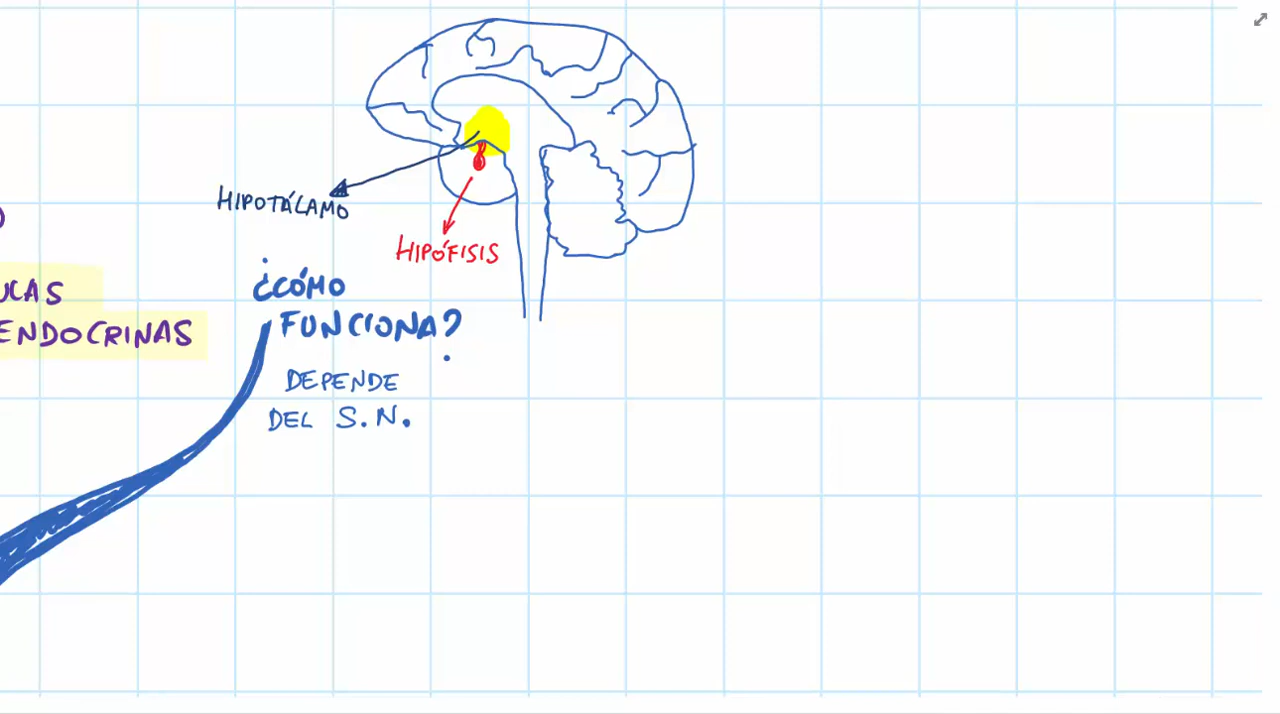 HIPOTÁLAMO
HIPÓFISIS
ENDOCRINAS
¿CÓMO
FUNCIONA?
DEPENDE
DEL S.N.